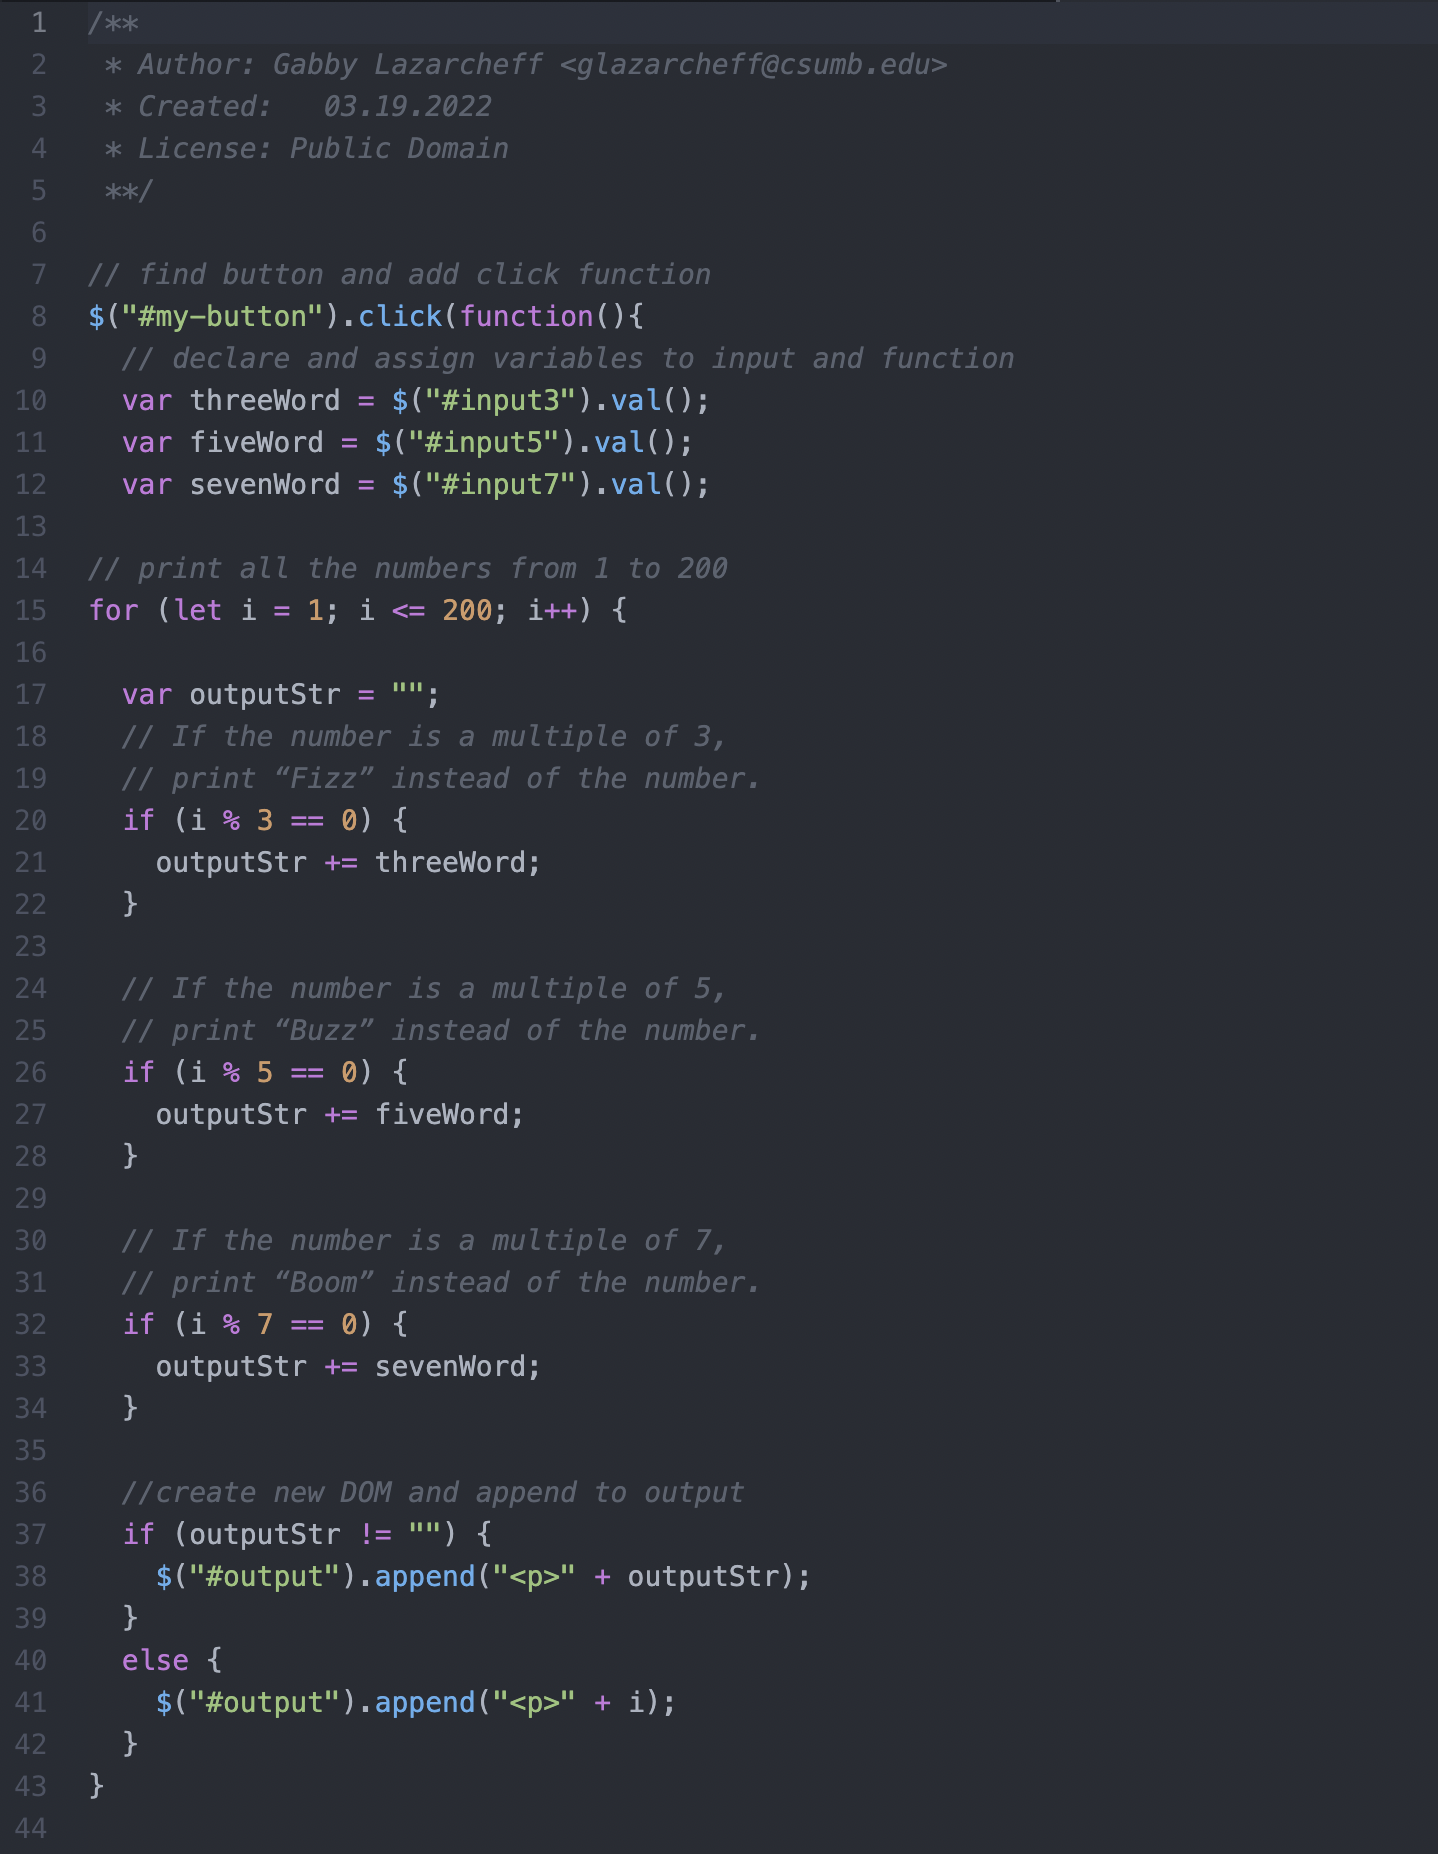 1 /**
2  * Author: Gabby Lazarcheff <glazarcheff@csumb.edu>
3  * Created:   03.19.2022
4  * License: Public Domain
5  **/
6
7 // find button and add click function
8 $("#my-button").click(function(){
9   // declare and assign variables to input and function
10   var threeWord = $("#input3").val();
11   var fiveWord = $("#input5").val();
12   var sevenWord = $("#input7").val();
13
14 // print all the numbers from 1 to 200
15 for (let i = 1; i <= 200; i++) {
16
17   var outputStr = "";
18   // If the number is a multiple of 3,
19   // print “Fizz” instead of the number.
20   if (i % 3 == 0) {
21     outputStr += threeWord;
22   }
23
24   // If the number is a multiple of 5,
25   // print “Buzz” instead of the number.
26   if (i % 5 == 0) {
27     outputStr += fiveWord;
28   }
29
30   // If the number is a multiple of 7,
31   // print “Boom” instead of the number.
32   if (i % 7 == 0) {
33     outputStr += sevenWord;
34   }
35
36   //create new DOM and append to output
37   if (outputStr != "") {
38     $("#output").append("<p>" + outputStr);
39   }
40   else {
41     $("#output").append("<p>" + i);
42   }
43 }
44